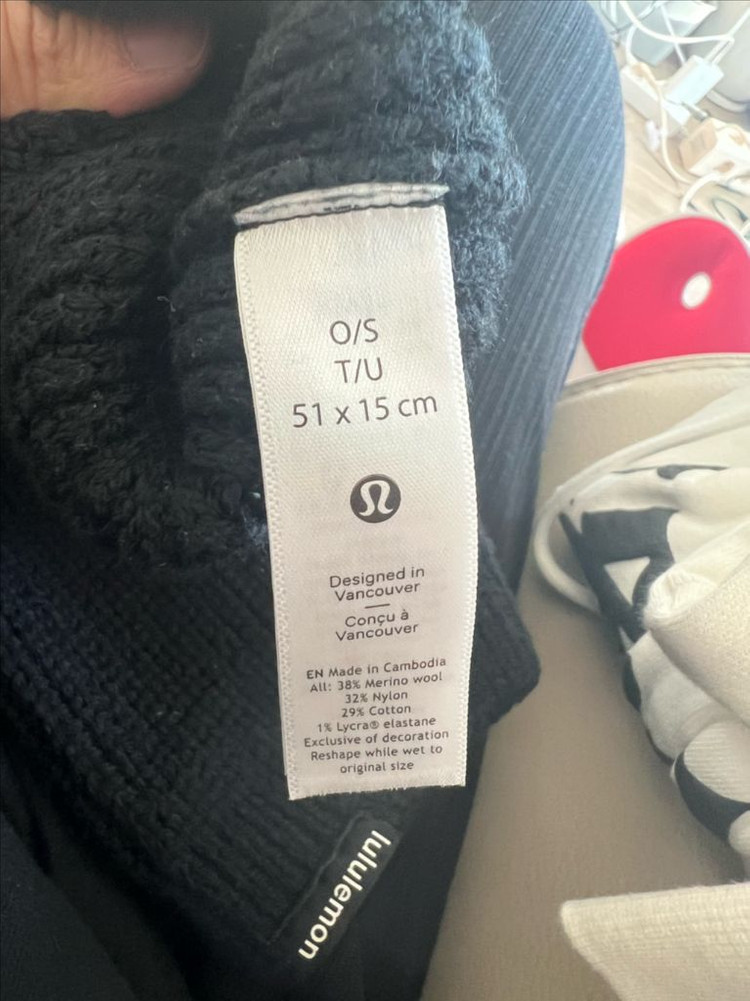 O/S
T/U
51 x 15 cm
Designed in
Vancouver
Conçu à
Vancouver
EN Made in Cambodia
All: 38% Merino wool
32% Nylon
29% Cotton
1% Lycra® elastane
Exclusive of decoration
Reshape while wet to
original size
lululemon